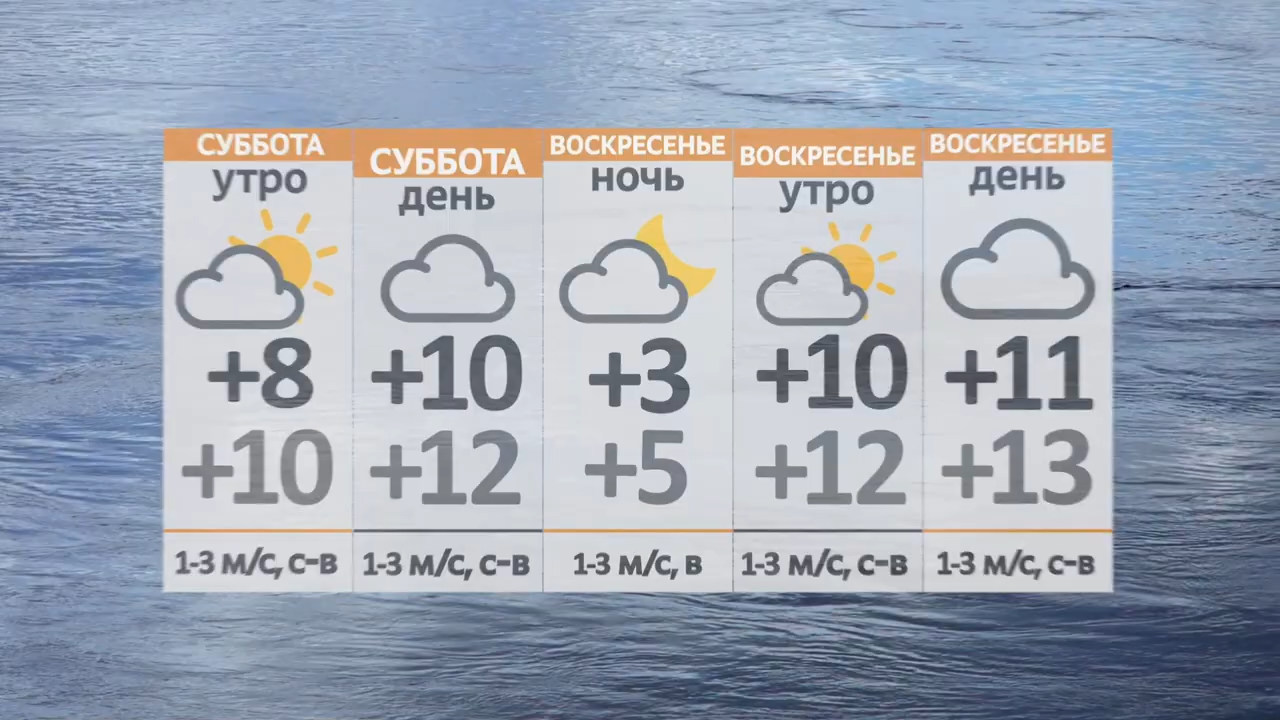 СУББОТА
утро
+8
+10
1-3 м/с, с-в
СУББОТА
день
+10
+12
1-3 м/с, с-в
ВОСКРЕСЕНЬЕ
ночь
+3
+5
1-3 м/с, в
ВОСКРЕСЕНЬЕ
утро
+10
+12
1-3 м/с, с-в
ВОСКРЕСЕНЬЕ
день
+11
+13
1-3 м/с, с-в